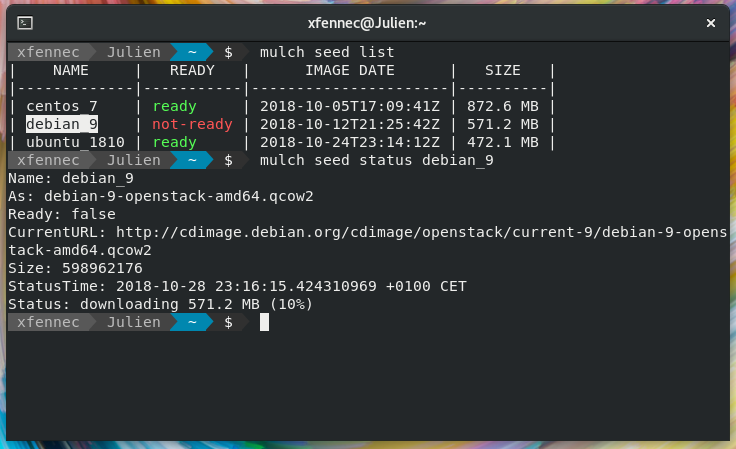 xfennec@Julien:~
xfennec Julien ~ $ mulch seed list
| NAME | READY | IMAGE DATE | SIZE |
|-------------|-----------|----------------------|----------|
| centos_7 | ready | 2018-10-05T17:09:41Z | 872.6 MB |
| debian_9 | not-ready | 2018-10-12T21:25:42Z | 571.2 MB |
| ubuntu_1810 | ready | 2018-10-24T23:14:12Z | 472.1 MB |
xfennec Julien ~ $ mulch seed status debian_9
Name: debian_9
As: debian-9-openstack-amd64.qcow2
Ready: false
CurrentURL: http://cdimage.debian.org/cdimage/openstack/current-9/debian-9-opens
tack-amd64.qcow2
Size: 598962176
StatusTime: 2018-10-28 23:16:15.424310969 +0100 CET
Status: downloading 571.2 MB (10%)
xfennec Julien ~ $